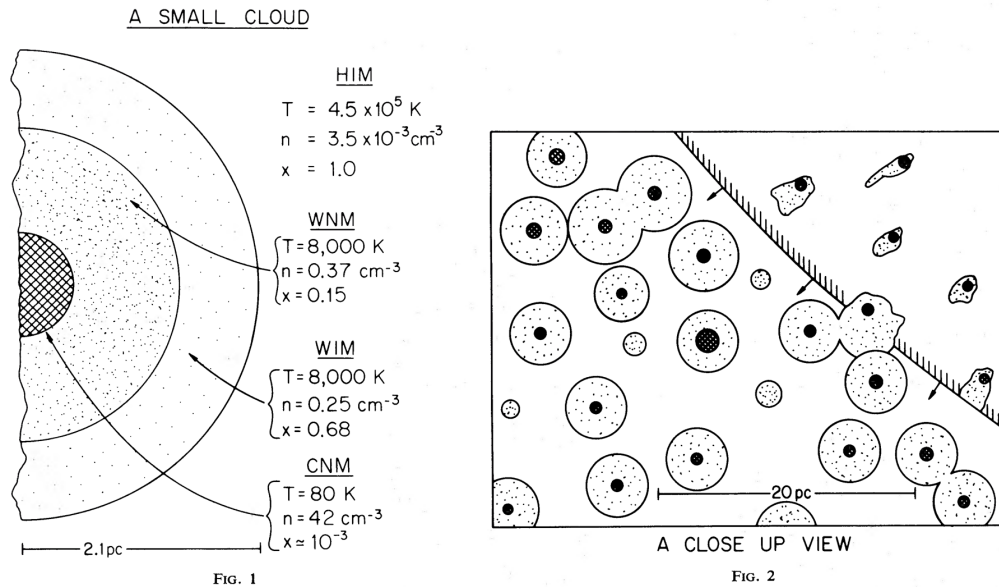 A SMALL CLOUD
HIM
T = 4.5 x 10⁵ K
n = 3.5 x 10⁻³ cm⁻³
x = 1.0
WNM
T = 8,000 K
n = 0.37 cm⁻³
x = 0.15
WIM
T = 8,000 K
n = 0.25 cm⁻³
x = 0.68
CNM
T = 80 K
n = 42 cm⁻³
x ≃ 10⁻³
2.1 pc
FIG. 1
20 pc
A CLOSE UP VIEW
FIG. 2